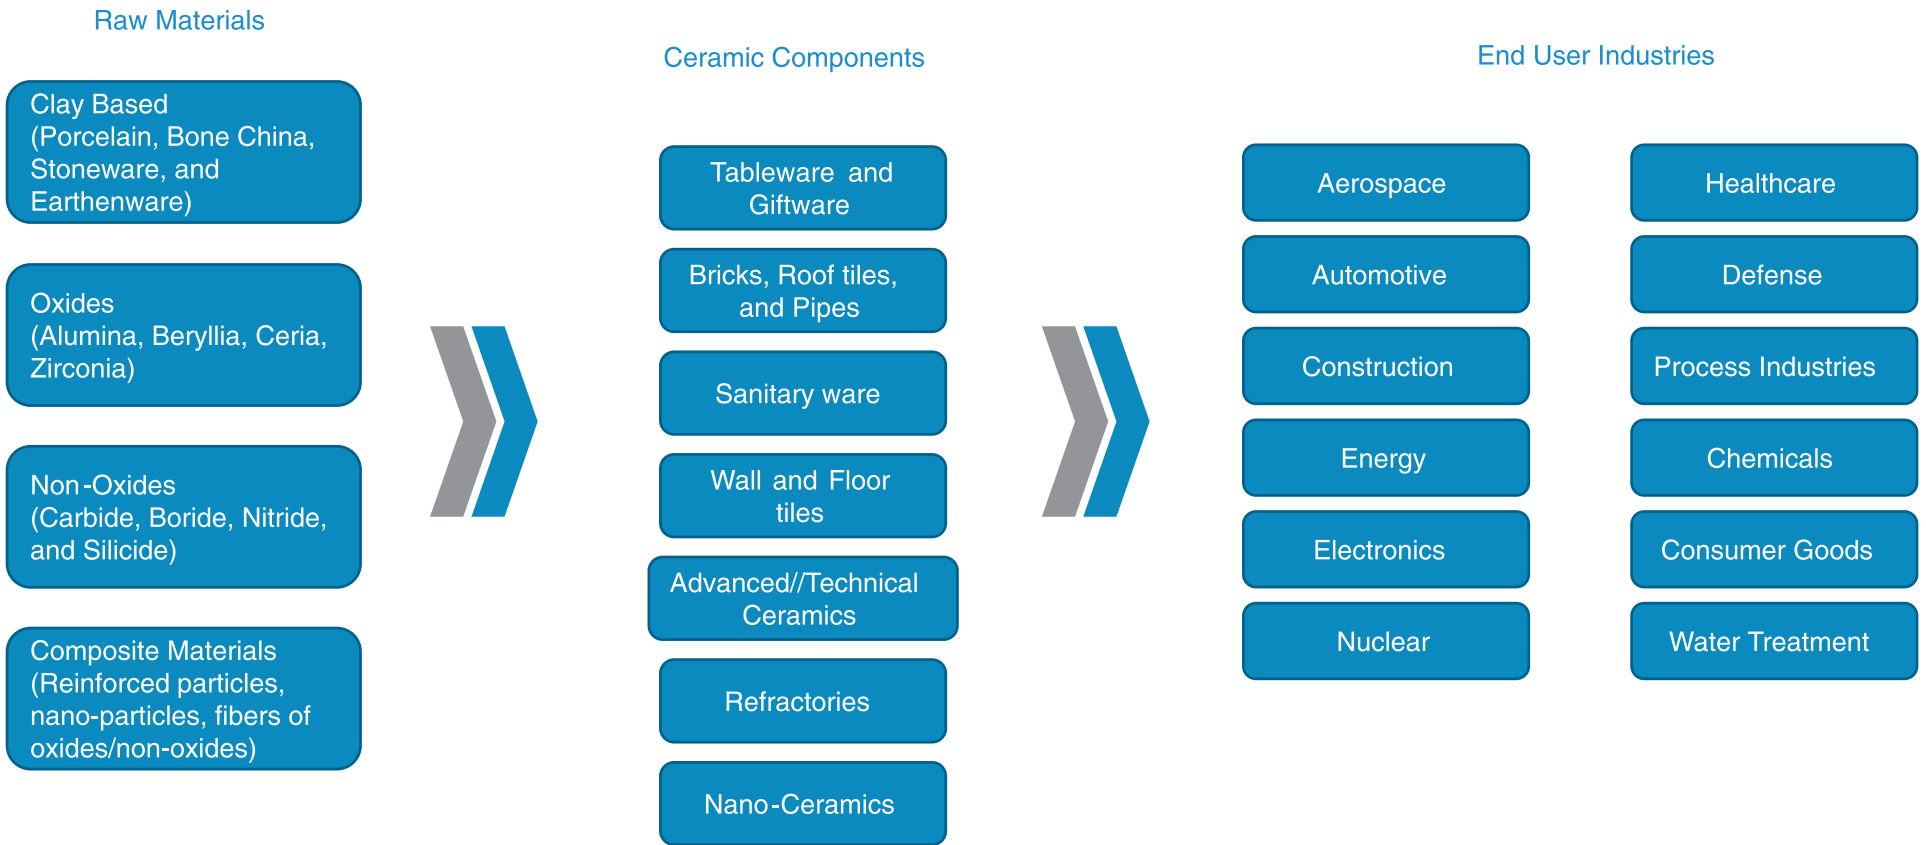 Raw Materials
Clay Based
(Porcelain, Bone China,
Stoneware, and
Earthenware)
Oxides
(Alumina, Beryllia, Ceria,
Zirconia)
Non-Oxides
(Carbide, Boride, Nitride,
and Silicide)
Composite Materials
(Reinforced particles,
nano-particles, fibers of
oxides/non-oxides)
Ceramic Components
Tableware and
Giftware
Bricks, Roof tiles,
and Pipes
Sanitary ware
Wall and Floor
tiles
Advanced//Technical
Ceramics
Refractories
Nano-Ceramics
End User Industries
Aerospace
Automotive
Construction
Energy
Electronics
Nuclear
Healthcare
Defense
Process Industries
Chemicals
Consumer Goods
Water Treatment